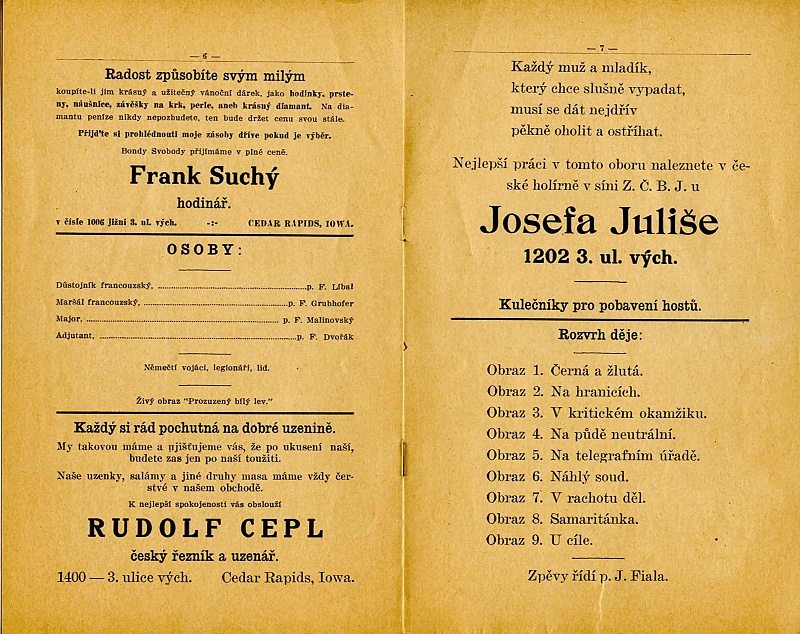 — 6 —
Radost způsobíte svým milým
koupíte-li jim krásný a užitečný vánoční dárek, jako hodinky, prste-
ny, náušnice, závěšky na krk, perle, aneb krásný diamant. Na dia-
mantu peníze nikdy nepozbudete, ten bude držet cenu svou stále.
Přijďte si prohlédnouti moje zásoby dříve pokud je výběr.
Bondy Svobody přijímáme v plné ceně.
Frank Suchý
hodinář.
v čísle 1006 jižní 3. ul. vých. -:- CEDAR RAPIDS, IOWA.
OSOBY:
Důstojník francouzský, ........ p. F. Líbal
Maršál francouzský, ........ p. F. Grubhofer
Major, ........ p. F. Malinovský
Adjutant, ........ p. F. Dvořák
Němečtí vojáci, legionáři, lid.
Živý obraz "Prozuzený bílý lev."
Každý si rád pochutná na dobré uzenině.
My takovou máme a ujišťujeme vás, že po ukusení naší,
budete zas jen po naší toužiti.
Naše uzenky, salámy a jiné druhy masa máme vždy čer-
stvé v našem obchodě.
K nejlepší spokojenosti vás obslouží
RUDOLF CEPL
český řezník a uzenář.
1400 — 3. ulice vých. Cedar Rapids, Iowa.
— 7 —
Každý muž a mladík,
který chce slušně vypadat,
musí se dát nejdřív
pěkně oholit a ostříhat.
Nejlepší práci v tomto oboru naleznete v če-
ské holírně v síni Z. Č. B. J. u
Josefa Juliše
1202 3. ul. vých.
Kulečníky pro pobavení hostů.
Rozvrh děje:
Obraz 1. Černá a žlutá.
Obraz 2. Na hranicích.
Obraz 3. V kritickém okamžiku.
Obraz 4. Na půdě neutrální.
Obraz 5. Na telegrafním úřadě.
Obraz 6. Náhlý soud.
Obraz 7. V rachotu děl.
Obraz 8. Samaritánka.
Obraz 9. U cíle.
Zpěvy řídí p. J. Fiala.